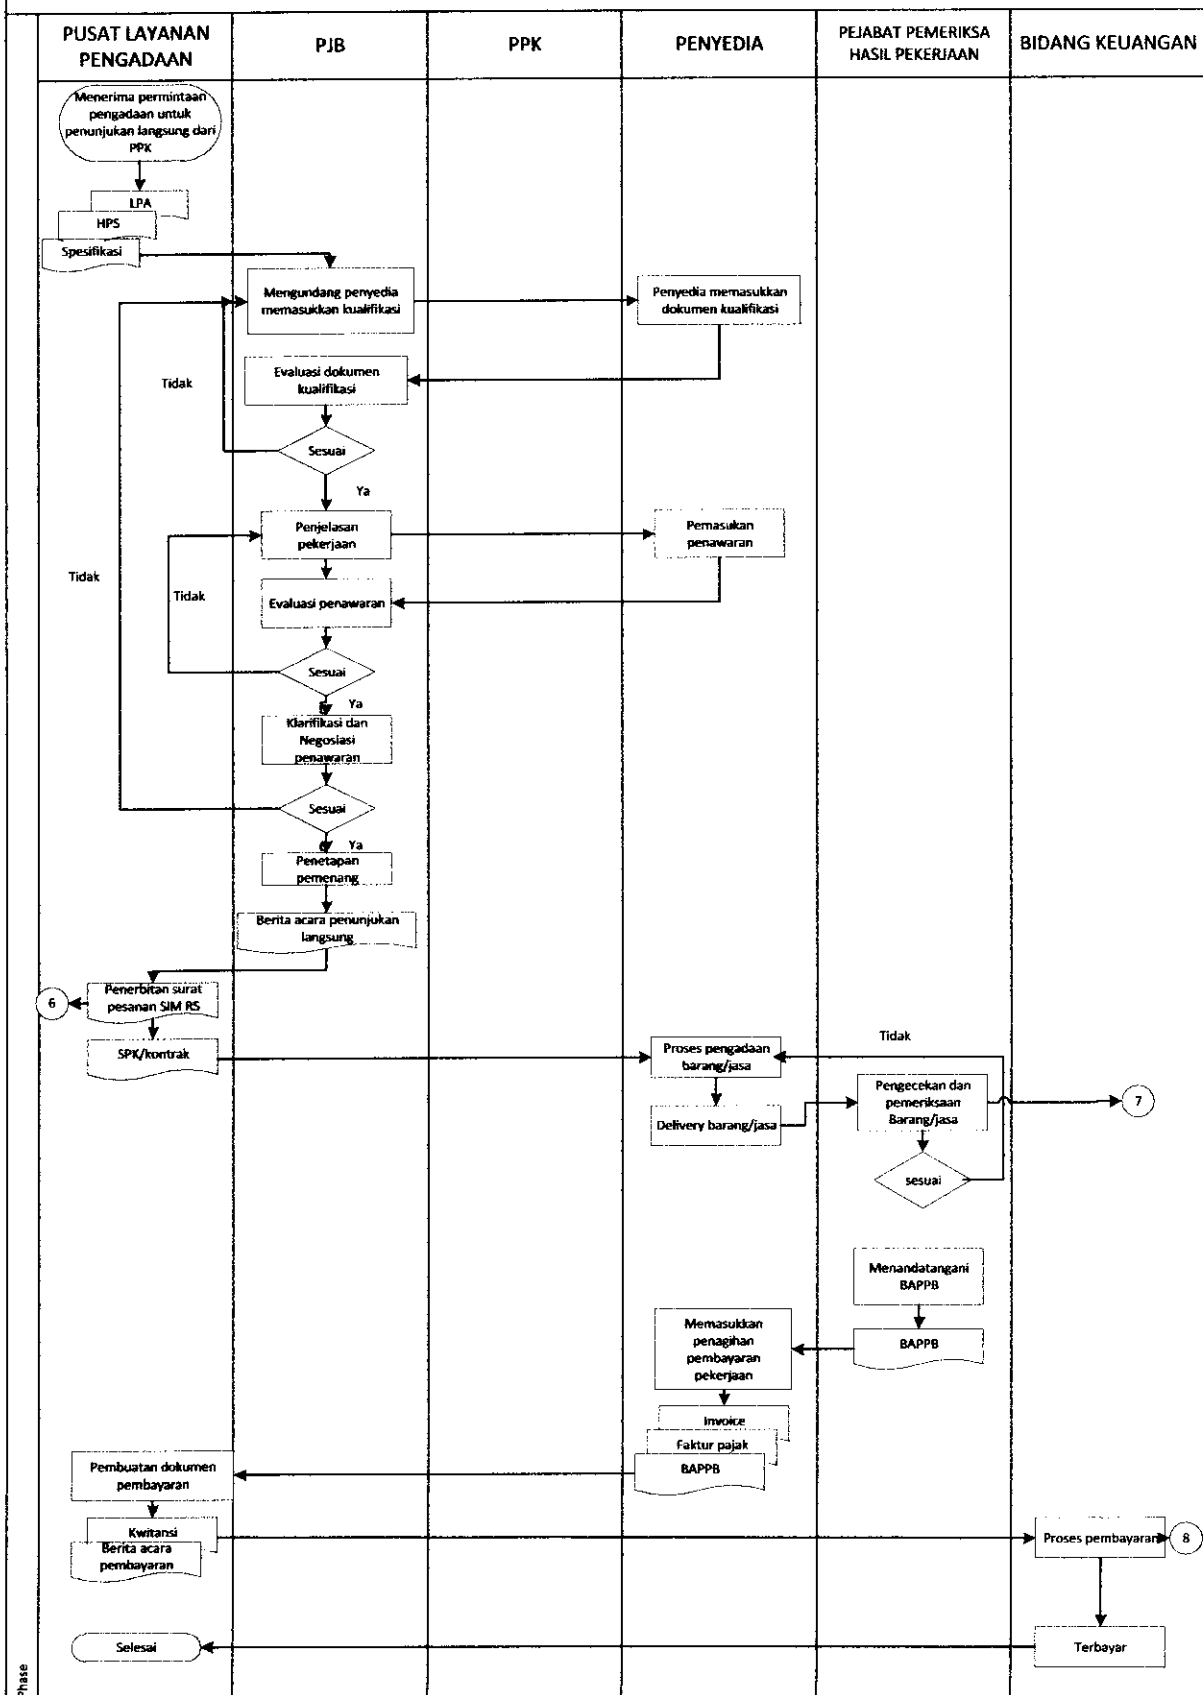 PUSAT LAYANAN
PENGADAAN
PJB
PPK
PENYEDIA
PEJABAT PEMERIKSA
HASIL PEKERJAAN
BIDANG KEUANGAN
Menerima permintaan
pengadaan untuk
penunjukan langsung dari
PPK
LPA
HPS
Spesifikasi
Mengundang penyedia
memasukkan kualifikasi
Penyedia memasukkan
dokumen kualifikasi
Evaluasi dokumen
kualifikasi
Tidak
Sesuai
Ya
Penjelasan
pekerjaan
Pemasukan
penawaran
Tidak
Tidak
Evaluasi penawaran
Sesuai
Ya
Klarifikasi dan
Negosiasi
penawaran
Sesuai
Ya
Penetapan
pemenang
Berita acara penunjukan
langsung
6
Penerbitan surat
pesanan SIM RS
SPK/kontrak
Proses pengadaan
barang/jasa
Tidak
Delivery barang/jasa
Pengecekan dan
pemeriksaan
Barang/jasa
7
sesuai
Menandatangani
BAPPB
BAPPB
Memasukkan
penagihan
pembayaran
pekerjaan
Invoice
Faktur pajak
BAPPB
Pembuatan dokumen
pembayaran
Kwitansi
Berita acara
pembayaran
Proses pembayaran
8
Terbayar
Selesai
Phase